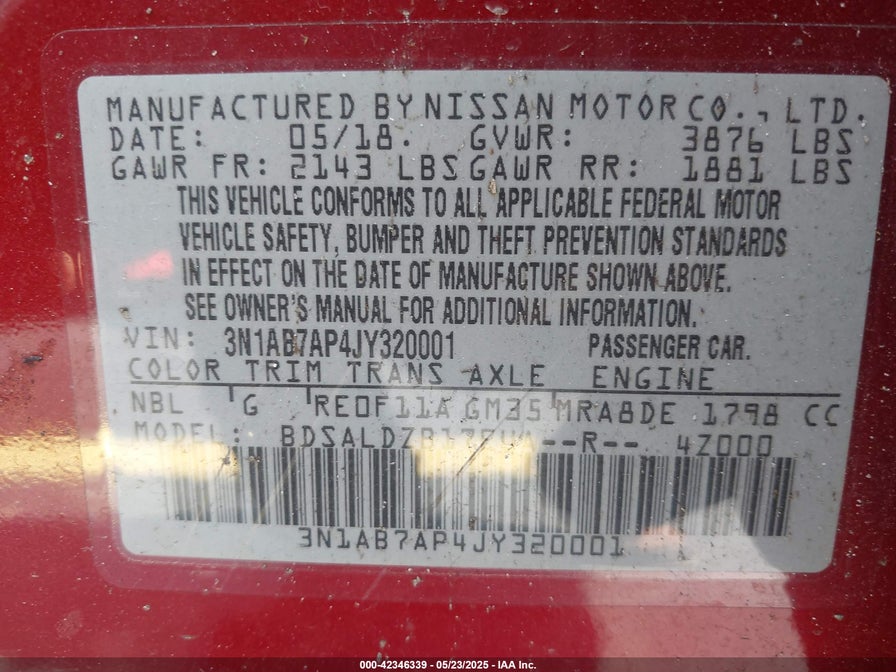 MANUFACTURED BY NISSAN MOTOR CO., LTD.
DATE: 05/18. GVWR: 3876 LBS
GAWR FR: 2143 LBS GAWR RR: 1881 LBS
THIS VEHICLE CONFORMS TO ALL APPLICABLE FEDERAL MOTOR
VEHICLE SAFETY, BUMPER AND THEFT PREVENTION STANDARDS
IN EFFECT ON THE DATE OF MANUFACTURE SHOWN ABOVE.
SEE OWNER'S MANUAL FOR ADDITIONAL INFORMATION.
VIN: 3N1AB7AP4JY320001 PASSENGER CAR.
COLOR TRIM TRANS AXLE ENGINE
NBL G RE0F11A GM35 MRA8DE 1798 CC
MODEL: --R-- 4Z000
3N1AB7AP4JY320001
000-42346339 — 05/23/2025 — IAA Inc.